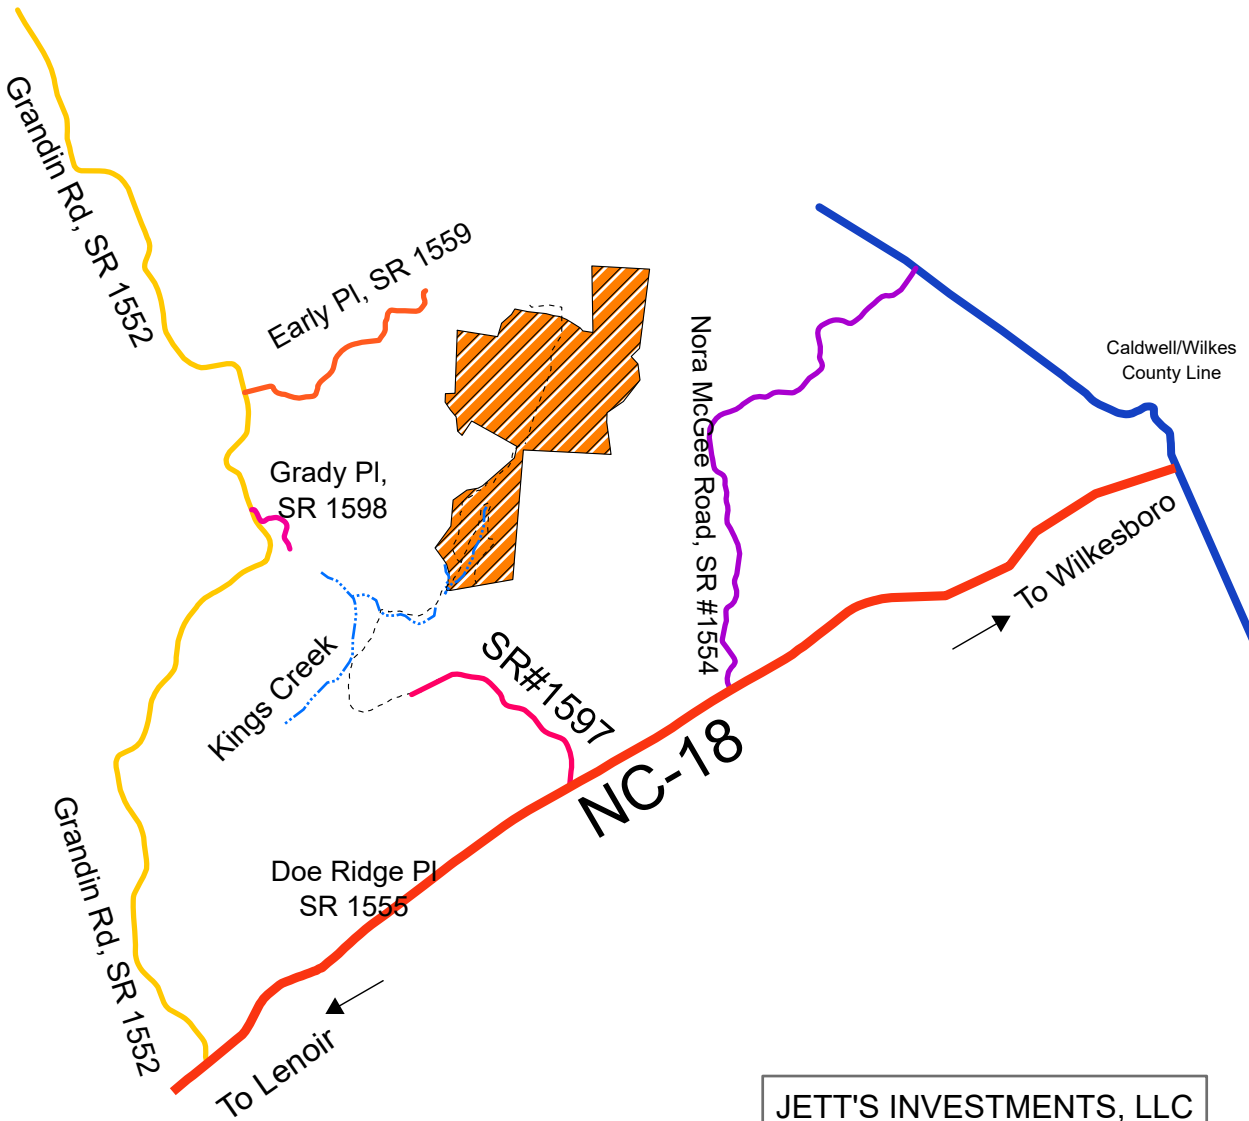 Grandin Rd, SR 1552
Early Pl, SR 1559
Nora McGee Road, SR #1554
Caldwell/Wilkes
County Line
Grady Pl,
SR 1598
To Wilkesboro
Kings Creek
SR#1597
NC-18
Grandin Rd, SR 1552
Doe Ridge Pl
SR 1555
To Lenoir
JETT'S INVESTMENTS, LLC